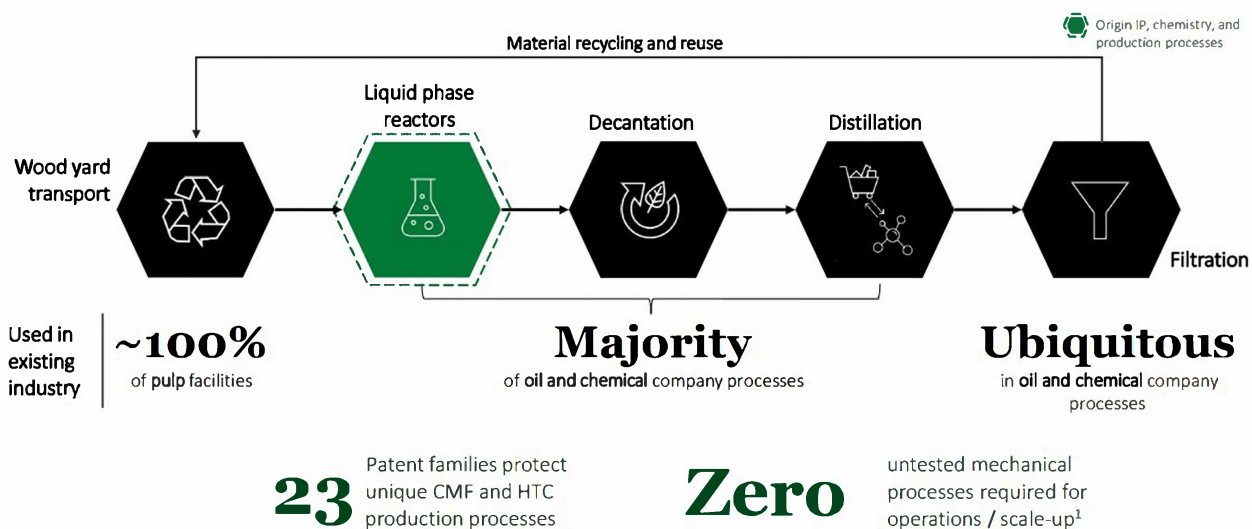 Origin IP, chemistry, and
production processes
Material recycling and reuse
Liquid phase
reactors
Decantation
Distillation
Wood yard
transport
Filtration
Used in
existing
industry
~100%
of pulp facilities
Majority
of oil and chemical company processes
Ubiquitous
in oil and chemical company
processes
23
Patent families protect
unique CMF and HTC
production processes
Zero
untested mechanical
processes required for
operations / scale-up¹